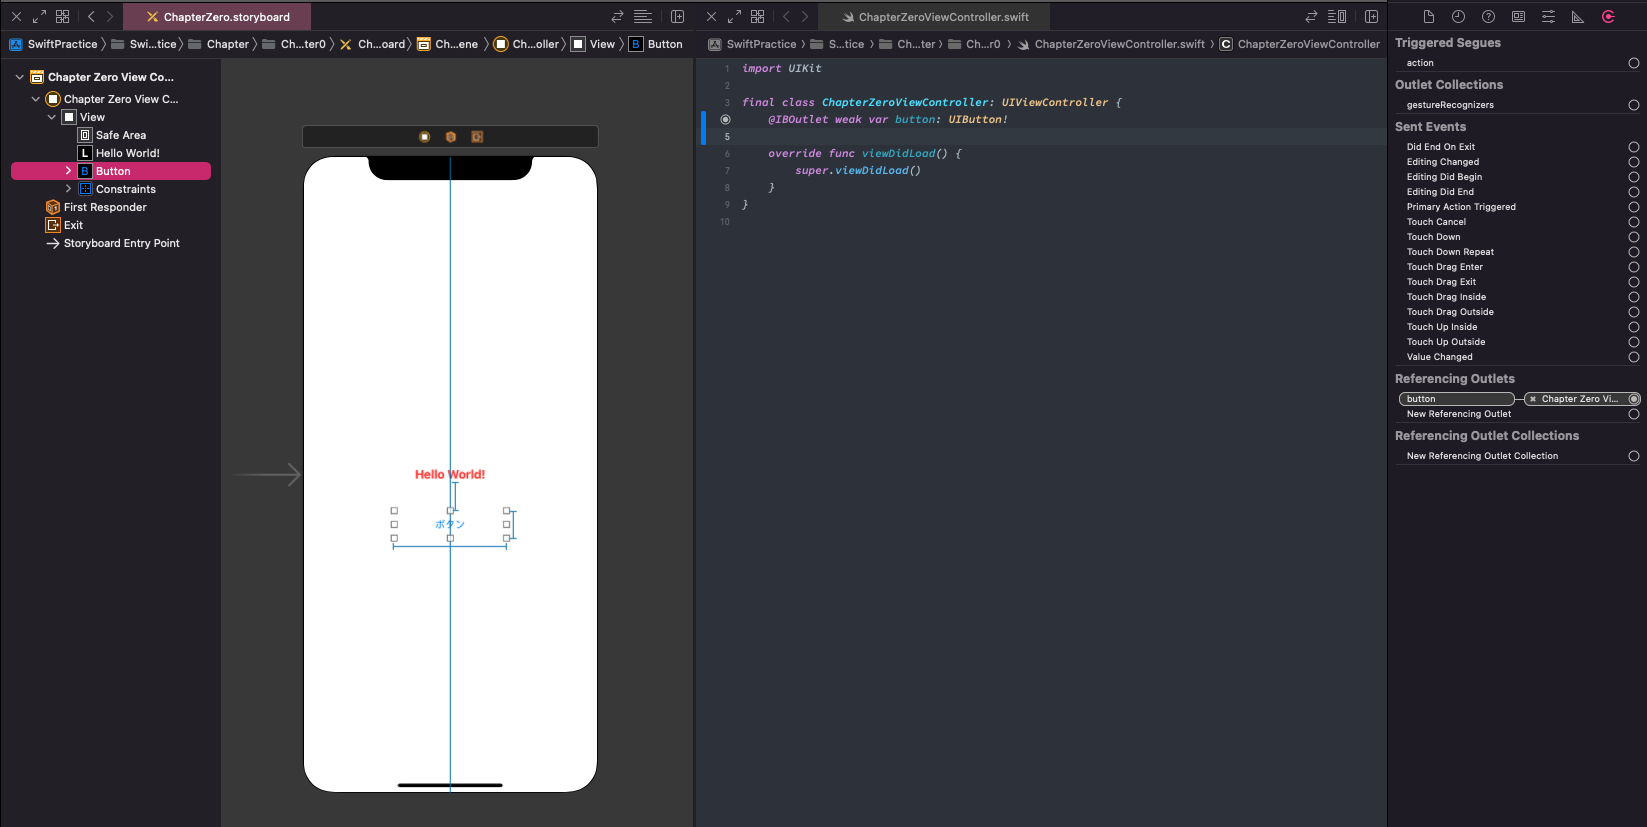 ChapterZero.storyboard
SwiftPractice
Swi...tice
Chapter
Ch...ter0
Ch...oard
Ch...ene
Ch...oller
View
B Button
Chapter Zero View Co...
Chapter Zero View C...
View
Safe Area
L Hello World!
B Button
Constraints
First Responder
Exit
Storyboard Entry Point
Hello World!
ボタン
ChapterZeroViewController.swift
SwiftPractice
S...tice
Ch...ter
Ch...r0
ChapterZeroViewController.swift
C ChapterZeroViewController
1 import UIKit
2
3 final class ChapterZeroViewController: UIViewController {
@IBOutlet weak var button: UIButton!
5
6 override func viewDidLoad() {
7 super.viewDidLoad()
8 }
9 }
10
Triggered Segues
action
Outlet Collections
gestureRecognizers
Sent Events
Did End On Exit
Editing Changed
Editing Did Begin
Editing Did End
Primary Action Triggered
Touch Cancel
Touch Down
Touch Down Repeat
Touch Drag Enter
Touch Drag Exit
Touch Drag Inside
Touch Drag Outside
Touch Up Inside
Touch Up Outside
Value Changed
Referencing Outlets
button
Chapter Zero Vi...
New Referencing Outlet
Referencing Outlet Collections
New Referencing Outlet Collection